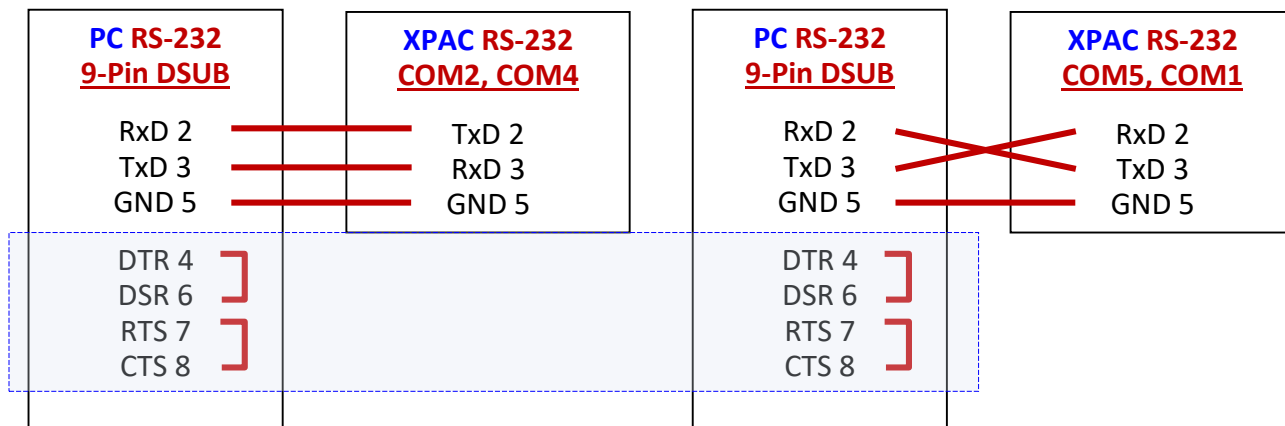 PC RS-232
9-Pin DSUB
RxD 2
TxD 3
GND 5
DTR 4
DSR 6
RTS 7
CTS 8
XPAC RS-232
COM2, COM4
TxD 2
RxD 3
GND 5
PC RS-232
9-Pin DSUB
RxD 2
TxD 3
GND 5
DTR 4
DSR 6
RTS 7
CTS 8
XPAC RS-232
COM5, COM1
RxD 2
TxD 3
GND 5